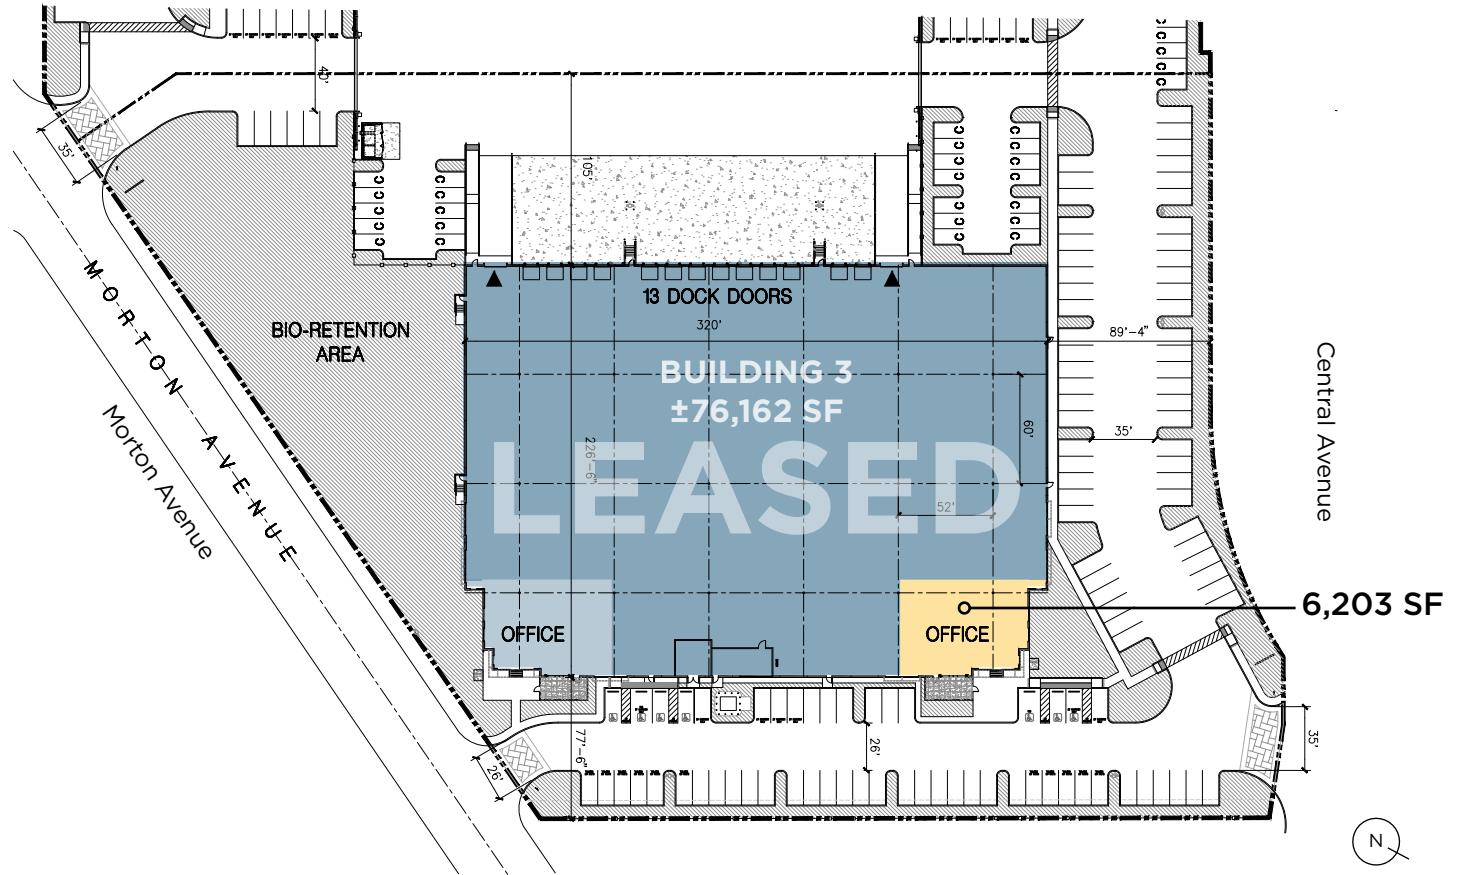 40'
35'
105'
13 DOCK DOORS
320'
BIO-RETENTION
AREA
89'-4"
BUILDING 3
±76,162 SF
LEASED
226'-6"
60'
52'
35'
MORTON AVENUE
Morton Avenue
Central Avenue
6,203 SF
OFFICE
OFFICE
77'-6"
26'
26'
35'
N
C C C C C C
C C C C C C
C C C C C
C C C C C
C C C C
C C C C
C C C C C